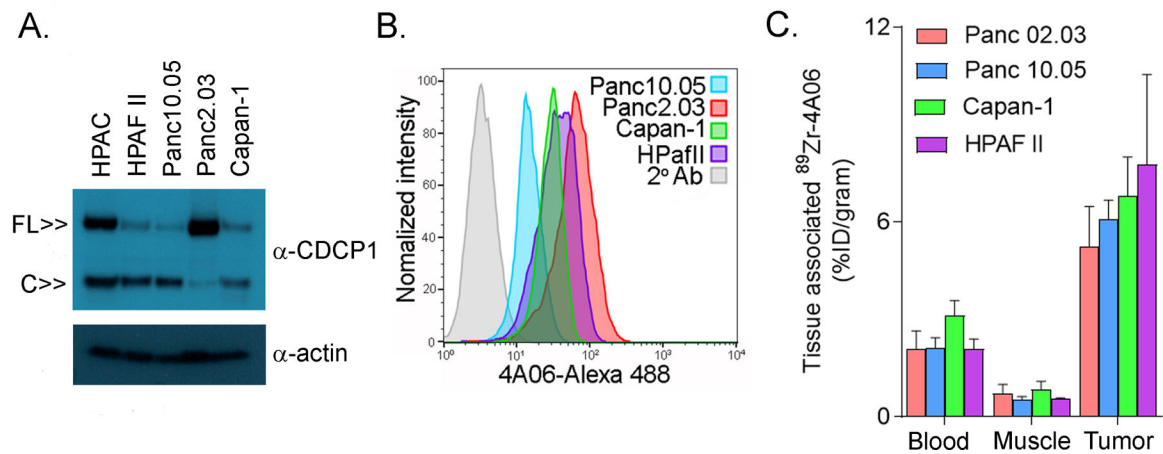 A.
HPAC
HPAF II
Panc10.05
Panc2.03
Capan-1
FL>>
C>>
α-CDCP1
α-actin
B.
Nomalized intensity
100
80
60
40
20
0
10⁰
10¹
10²
10³
10⁴
4A06-Alexa 488
Panc10.05
Panc2.03
Capan-1
HPafII
2º Ab
C.
Tissue associated ⁸⁹Zr-4A06
(%ID/gram)
12
6
0
Panc 02.03
Panc 10.05
Capan-1
HPAF II
Blood
Muscle
Tumor